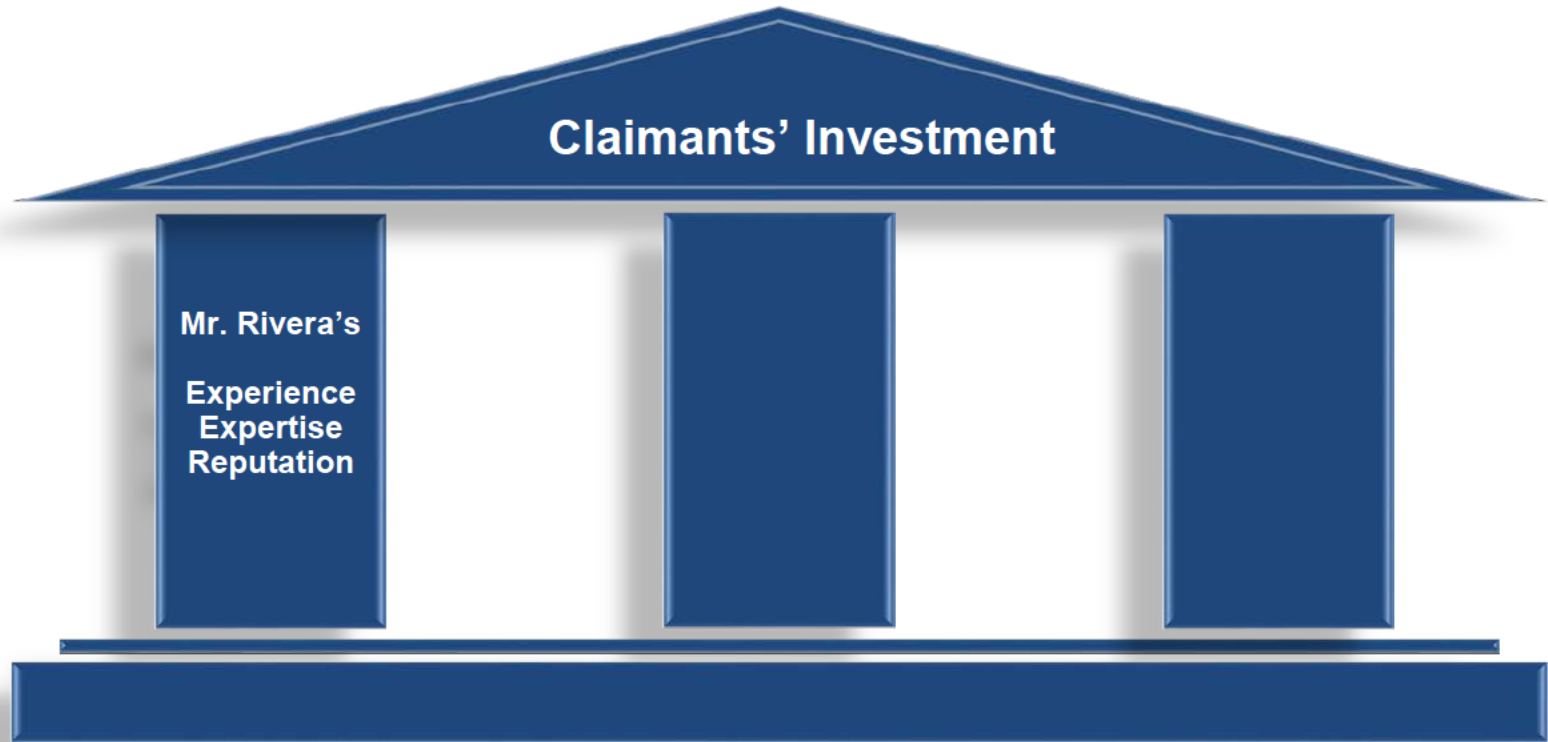 Claimants’ Investment
Mr. Rivera’s
Experience
Expertise
Reputation